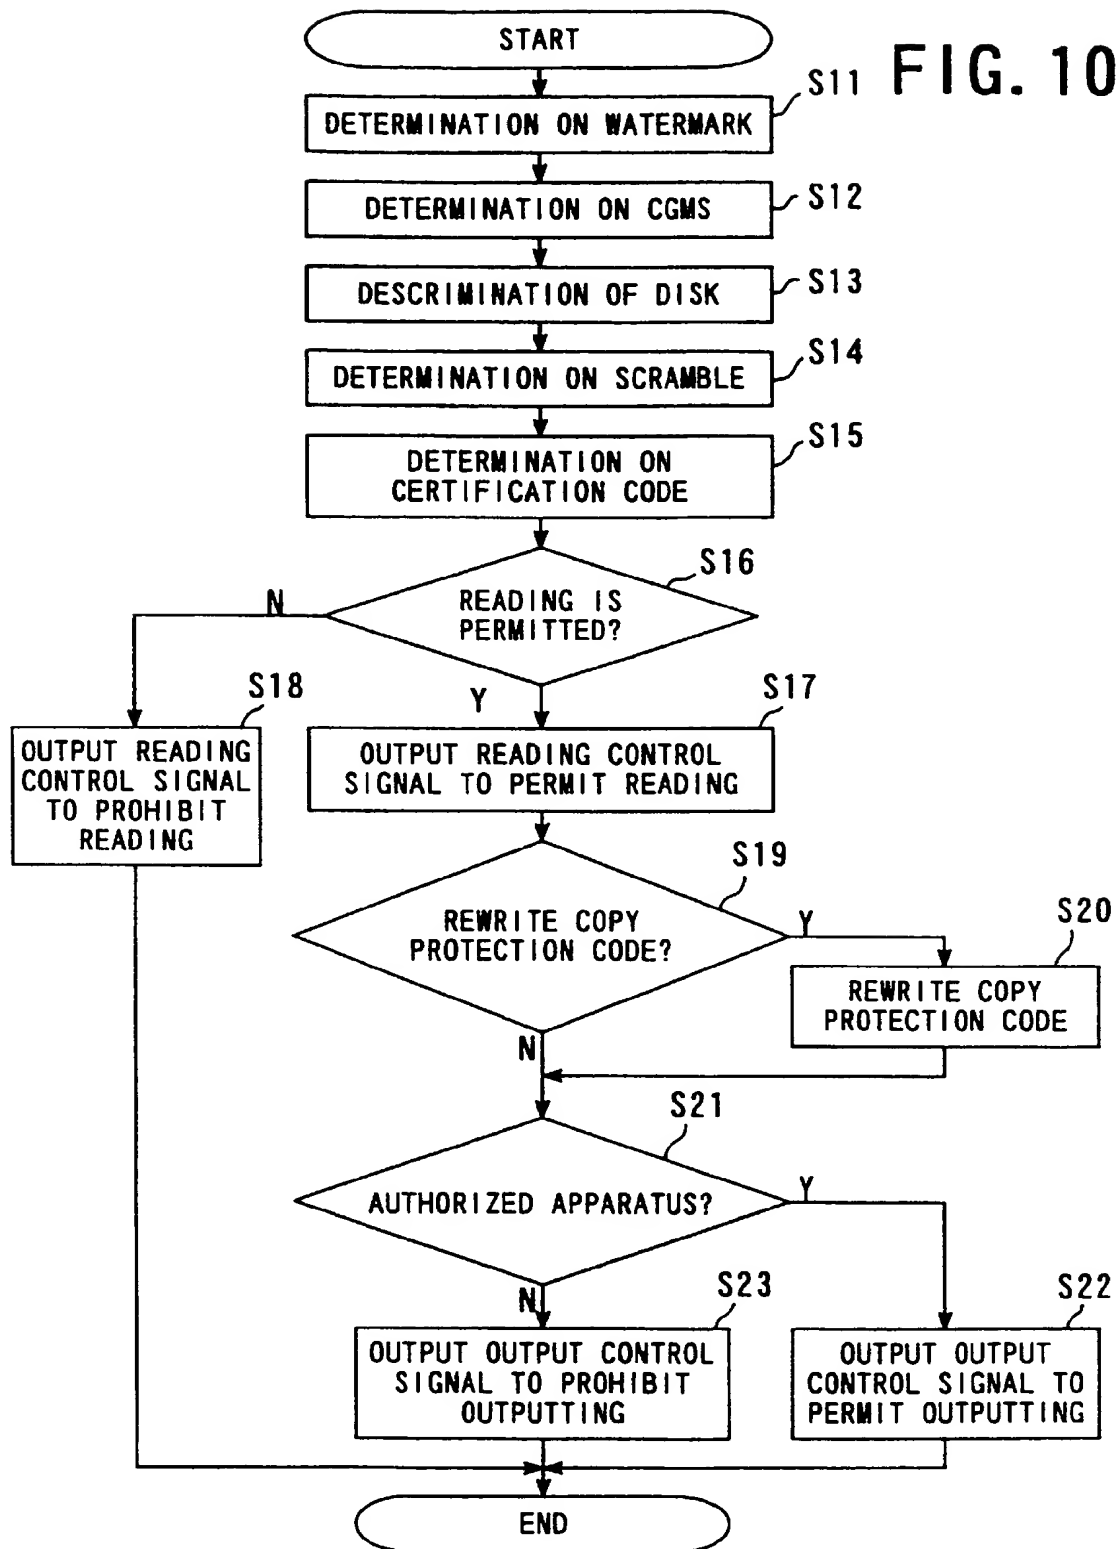 START
FIG. 10
S11
DETERMINATION ON WATERMARK
S12
DETERMINATION ON CGMS
S13
DESCRIMINATION OF DISK
S14
DETERMINATION ON SCRAMBLE
S15
DETERMINATION ON
CERTIFICATION CODE
S16
READING IS
PERMITTED?
N
Y
S18
OUTPUT READING
CONTROL SIGNAL
TO PROHIBIT
READING
S17
OUTPUT READING CONTROL
SIGNAL TO PERMIT READING
S19
REWRITE COPY
PROTECTION CODE?
Y
N
S20
REWRITE COPY
PROTECTION CODE
S21
AUTHORIZED APPARATUS?
Y
N
S23
OUTPUT OUTPUT CONTROL
SIGNAL TO PROHIBIT
OUTPUTTING
S22
OUTPUT OUTPUT
CONTROL SIGNAL TO
PERMIT OUTPUTTING
END